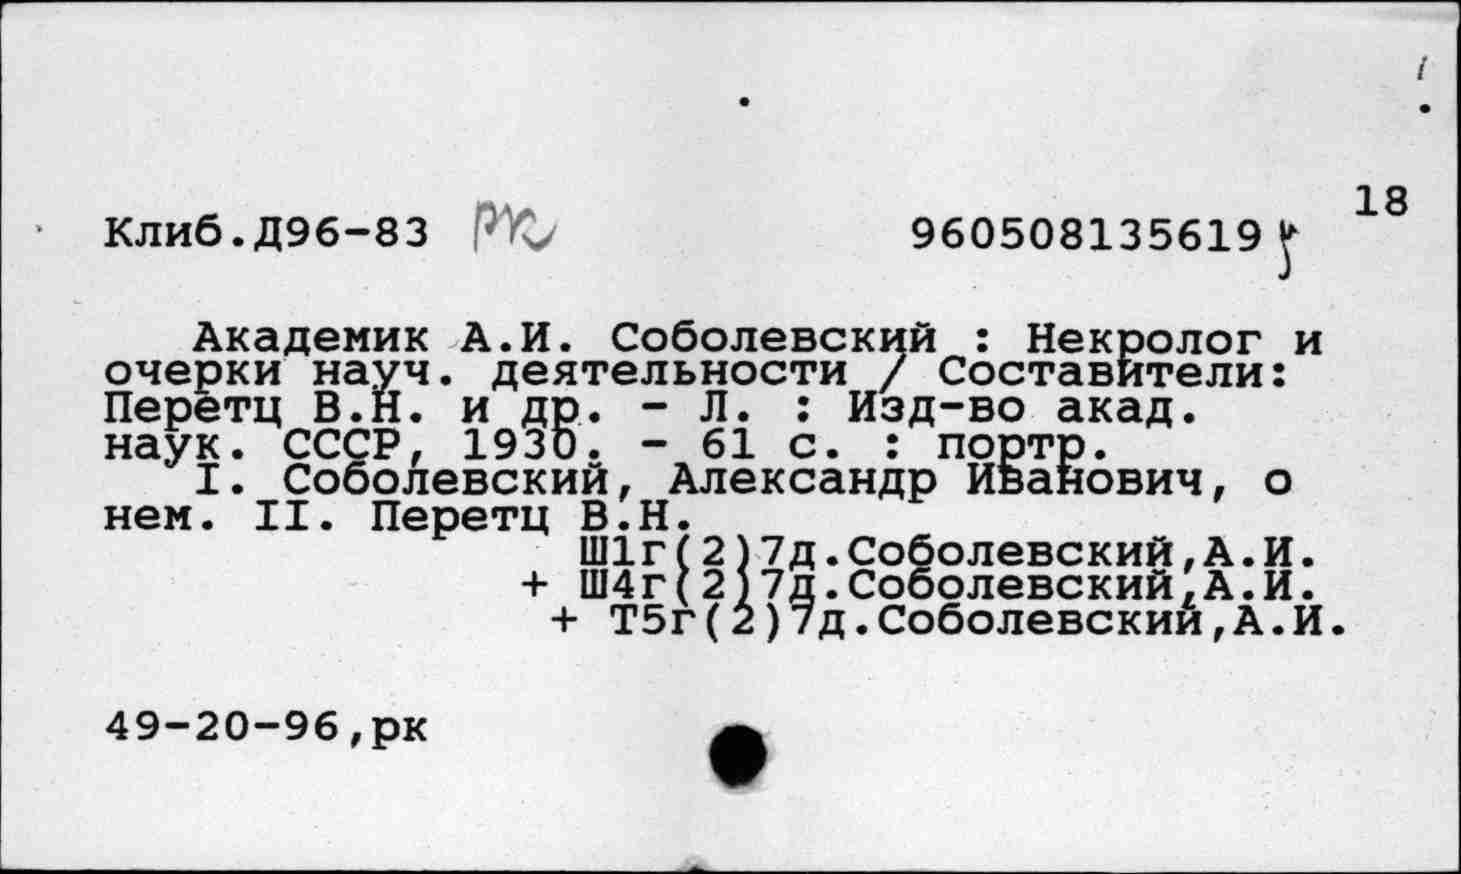 18
Клиб.Д96-83 рк 960508135619
Академик А.И. Соболевский : Некролог и
очерки науч. деятельности / Составители:
Перетц В.Н. и др. - Л. : Изд-во акад.
наук. СССР, 1930. - 61 с. : портр.
I. Соболевский, Александр Иванович, о
нем. II. Перетц В.Н.
Ш1г(2)7д.Соболевский,А.И.
+ Ш4г(2)7д.Соболевский,А.И.
+ Т5г(2)7д.Соболевский,А.И.
49-20-96,рк